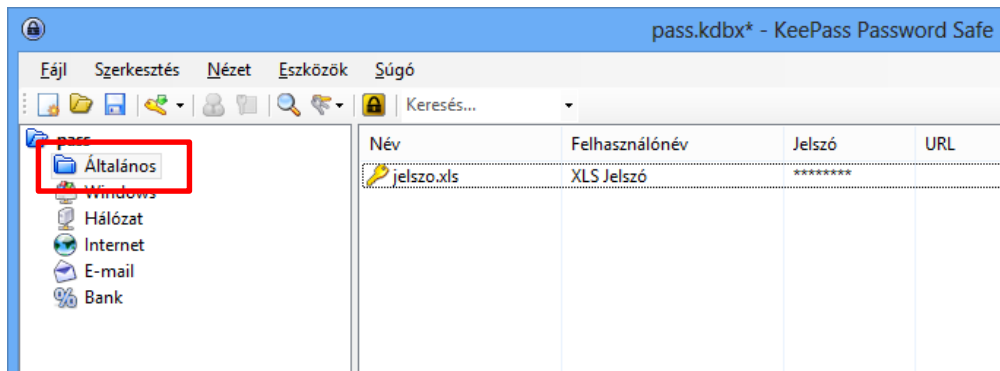 pass.kdbx* - KeePass Password Safe
Fájl Szerkesztés Nézet Eszközök Súgó
Keresés...
pass
Általános
Windows
Hálózat
Internet
E-mail
Bank
Név Felhasználónév Jelszó URL
jelszo.xls XLS Jelszó ********